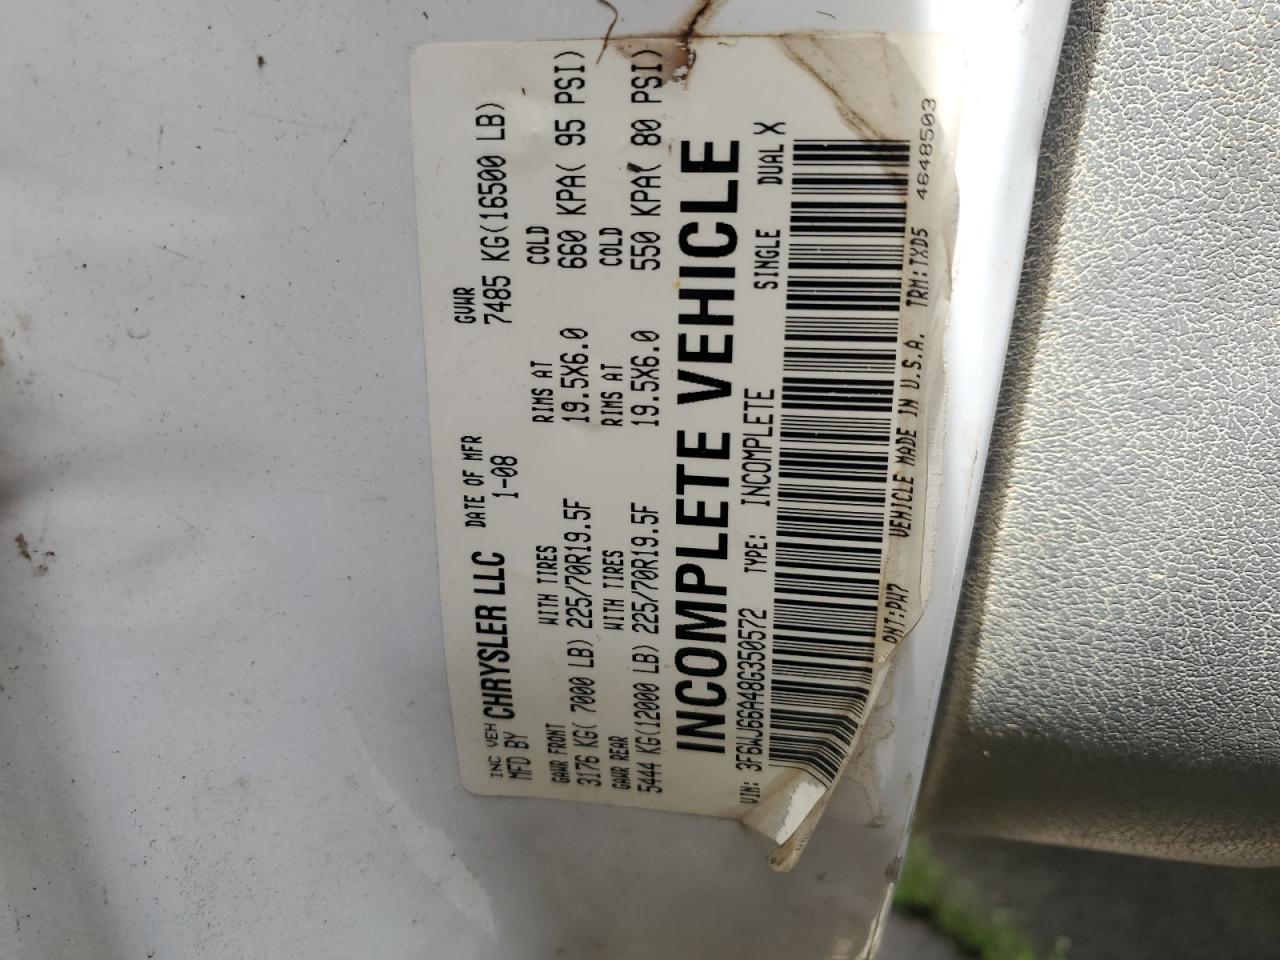 INC VEH
MFD BY CHRYSLER LLC DATE OF MFR 1-08 GVWR 7485 KG(16500 LB)
GAWR FRONT WITH TIRES RIMS AT COLD
3176 KG( 7000 LB) 225/70R19.5F 19.5X6.0 660 KPA( 95 PSI)
GAWR REAR WITH TIRES RIMS AT COLD
5444 KG(12000 LB) 225/70R19.5F 19.5X6.0 550 KPA( 80 PSI)
INCOMPLETE VEHICLE
VIN: 3F6WJ66A48G350572 TYPE: INCOMPLETE SINGLE DUAL X
PNT:PW7 VEHICLE MADE IN U.S.A. TRM:TXD5 4648503